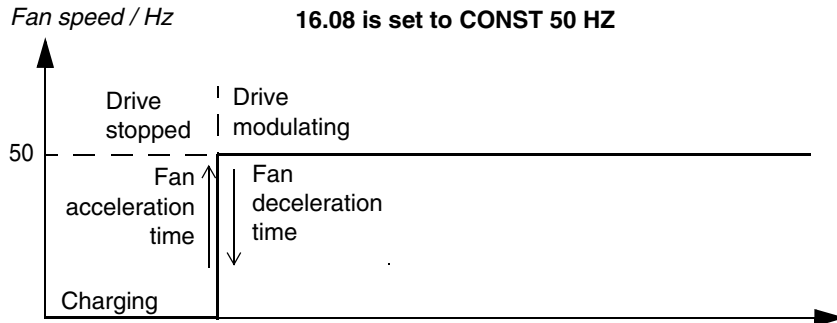 Fan speed / Hz
16.08 is set to CONST 50 HZ
Drive
stopped
Drive
modulating
50
Fan
acceleration
time
Fan
deceleration
time
Charging